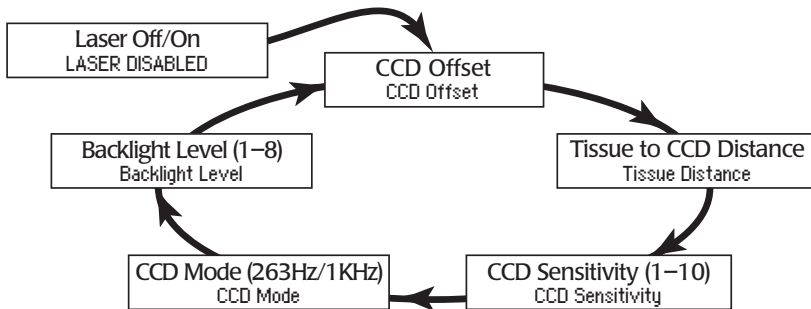 Laser Off/On
LASER DISABLED
CCD Offset
CCD Offset
Tissue to CCD Distance
Tissue Distance
CCD Sensitivity (1–10)
CCD Sensitivity
CCD Mode (263Hz/1KHz)
CCD Mode
Backlight Level (1–8)
Backlight Level